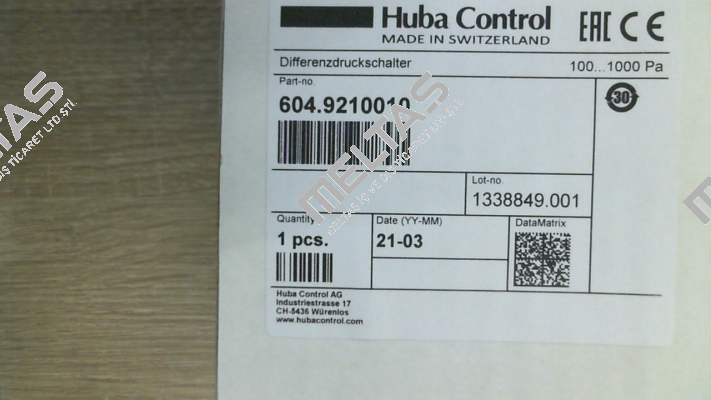 Huba Control
MADE IN SWITZERLAND
EAC CE
Differenzdruckschalter
100...1000 Pa
Part-no.
604.9210010
30
Lot-no.
1338849.001
Quantity
1 pcs.
Date (YY-MM)
21-03
DataMatrix
Huba Control AG
Industriestrasse 17
CH-5436 Würenlos
www.hubacontrol.com
MELTAS